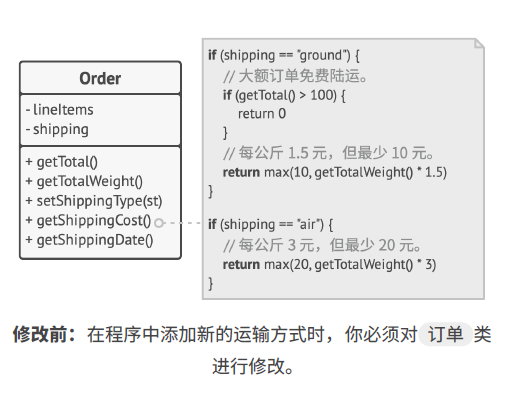 Order
- lineItems
- shipping
+ getTotal()
+ getTotalWeight()
+ setShippingType(st)
+ getShippingCost()
+ getShippingDate()
if (shipping == "ground") {
// 大额订单免费陆运。
if (getTotal() > 100) {
return 0
}
// 每公斤 1.5 元，但最少 10 元。
return max(10, getTotalWeight() * 1.5)
}
if (shipping == "air") {
// 每公斤 3 元，但最少 20 元。
return max(20, getTotalWeight() * 3)
}
修改前：在程序中添加新的运输方式时，你必须对 订单 类
进行修改。